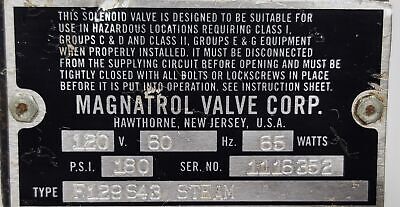 THIS SOLENOID VALVE IS DESIGNED TO BE SUITABLE FOR
USE IN HAZARDOUS LOCATIONS REQUIRING CLASS I,
GROUPS C & D AND CLASS II, GROUPS E & G EQUIPMENT
WHEN PROPERLY INSTALLED. IT MUST BE DISCONNECTED
FROM THE SUPPLYING CIRCUIT BEFORE OPENING AND MUST BE
TIGHTLY CLOSED WITH ALL BOLTS OR LOCKSCREWS IN PLACE
BEFORE IT IS PUT INTO OPERATION. SEE INSTRUCTION SHEET.
MAGNATROL VALVE CORP.
HAWTHORNE, NEW JERSEY, U.S.A.
120 V. 60 Hz. 65 WATTS
P.S.I. 180 SER. NO. 1116352
TYPE F129S43 STEAM